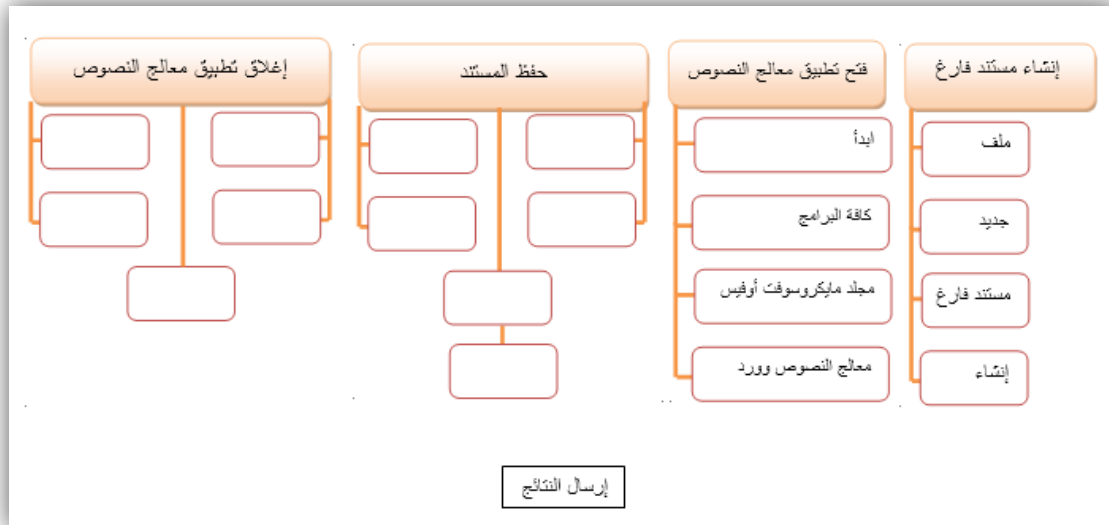 إنشاء مستند فارغ
ملف
جديد
مستند فارغ
إنشاء
فتح تطبيق معالج النصوص
ابدأ
كافة البرامج
مجلد مايكروسوفت أوفيس
معالج النصوص وورد
حفظ المستند
إغلاق تطبيق معالج النصوص
إرسال النتائج